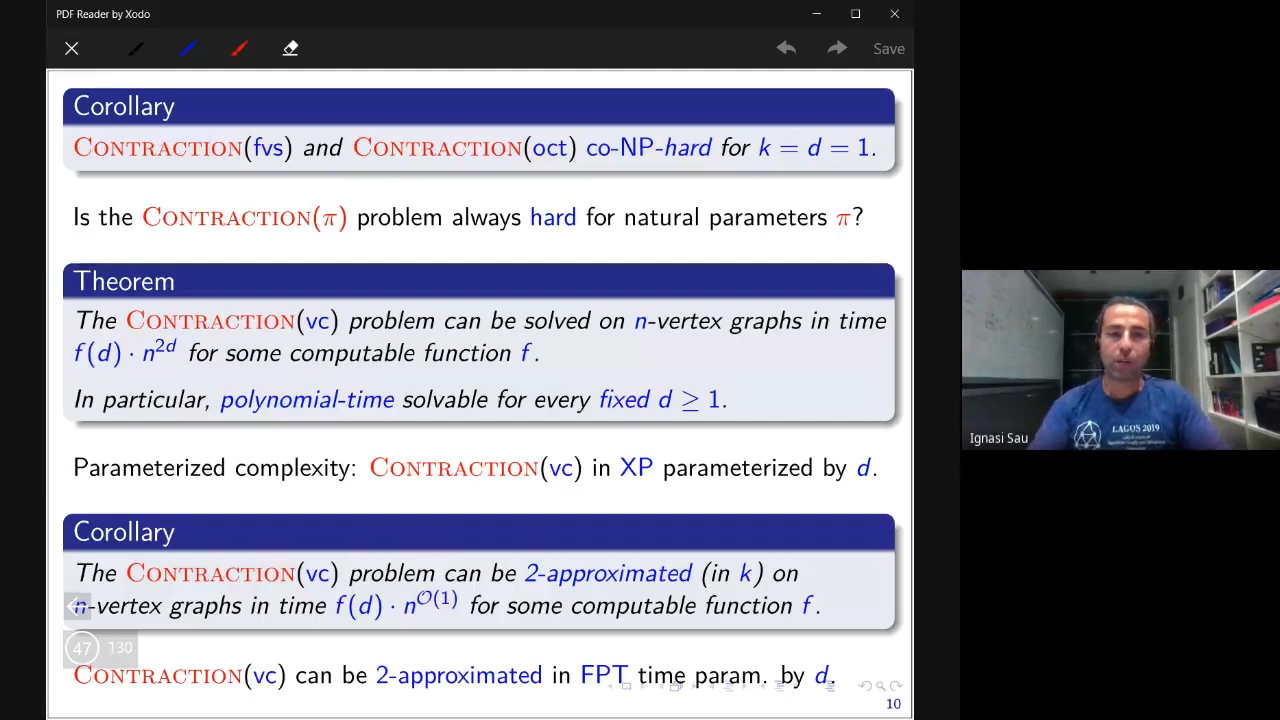 PDF Reader by Xodo
Save
Corollary
CONTRACTION(fvs) and CONTRACTION(oct) co-NP-hard for k = d = 1.
Is the CONTRACTION(π) problem always hard for natural parameters π?
Theorem
The CONTRACTION(vc) problem can be solved on n-vertex graphs in time
f(d) · n^{2d} for some computable function f.
In particular, polynomial-time solvable for every fixed d ≥ 1.
Parameterized complexity: CONTRACTION(vc) in XP parameterized by d.
Corollary
The CONTRACTION(vc) problem can be 2-approximated (in k) on
n-vertex graphs in time f(d) · n^{O(1)} for some computable function f.
47 130
CONTRACTION(vc) can be 2-approximated in FPT time param. by d.
10
LAGOS 2019
Ignasi Sau